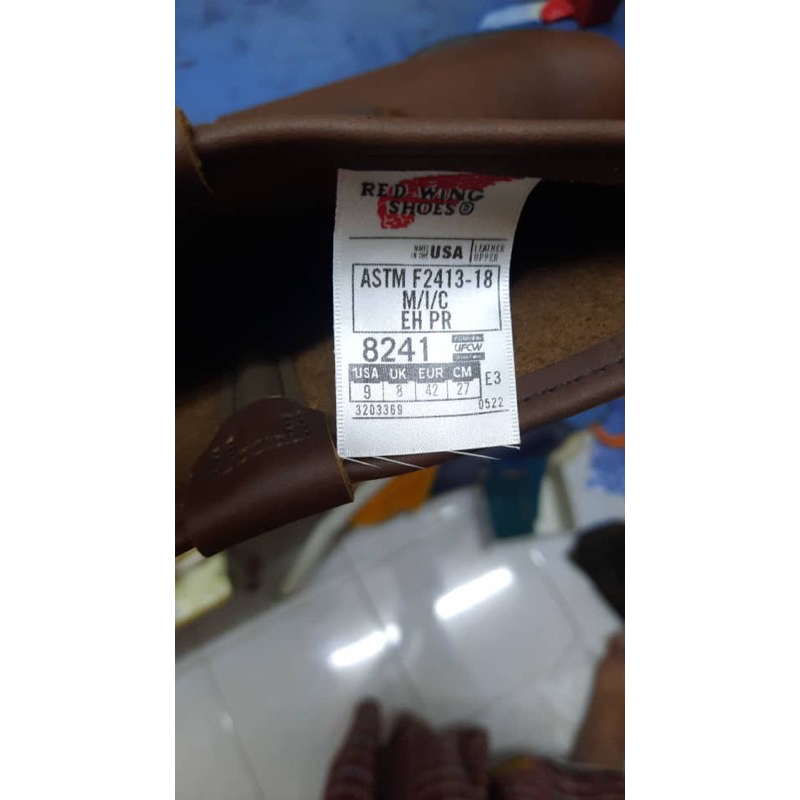 RED WING
SHOES®
MADE IN THE USA LEATHER UPPER
ASTM F2413-18
M/I/C
EH PR
8241 UFCW
USA UK EUR CM
9 8 42 27 E3
3203369 0522